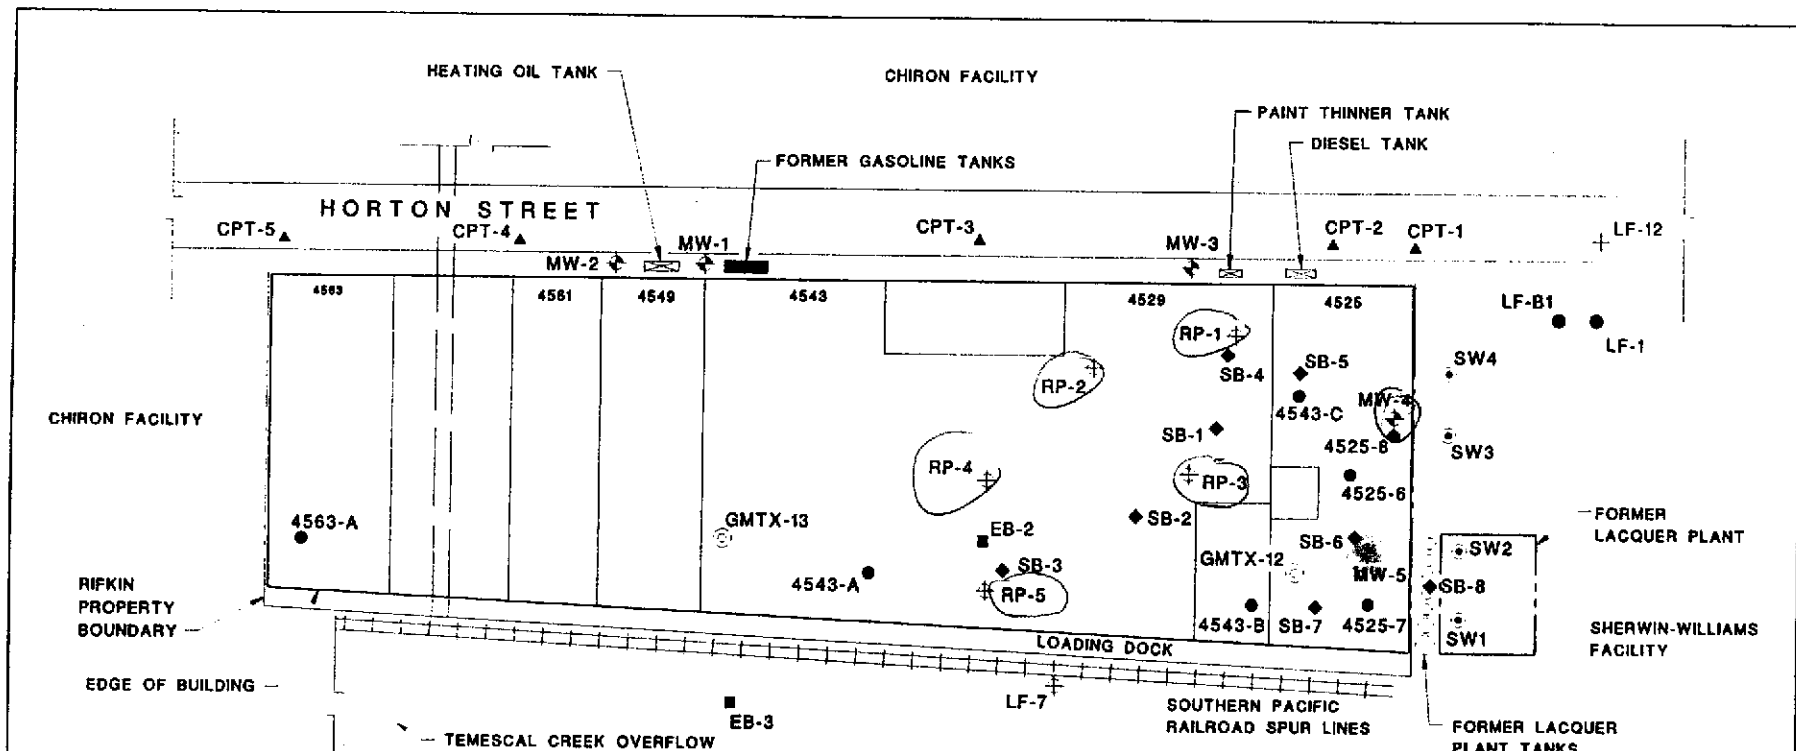 HEATING OIL TANK
CHIRON FACILITY
PAINT THINNER TANK
DIESEL TANK
FORMER GASOLINE TANKS
HORTON STREET
CPT-5
CPT-4
CPT-3
CPT-2
CPT-1
LF-12
MW-2
MW-1
MW-3
4563
4561
4549
4543
4529
4525
LF-B1
LF-1
RP-1
SB-4
SB-5
SW4
RP-2
4543-C
MW-4
CHIRON FACILITY
SB-1
4525-8
SW3
RP-4
RP-3
4525-6
4563-A
GMTX-13
EB-2
SB-2
SB-6
FORMER
LACQUER PLANT
SW2
4543-A
SB-3
GMTX-12
MW-5
SB-8
RIFKIN
PROPERTY
BOUNDARY
RP-5
4543-B
SB-7
4525-7
SW1
SHERWIN-WILLIAMS
FACILITY
LOADING DOCK
EDGE OF BUILDING
EB-3
LF-7
SOUTHERN PACIFIC
RAILROAD SPUR LINES
TEMESCAL CREEK OVERFLOW
FORMER LACQUER
PLANT TANKS